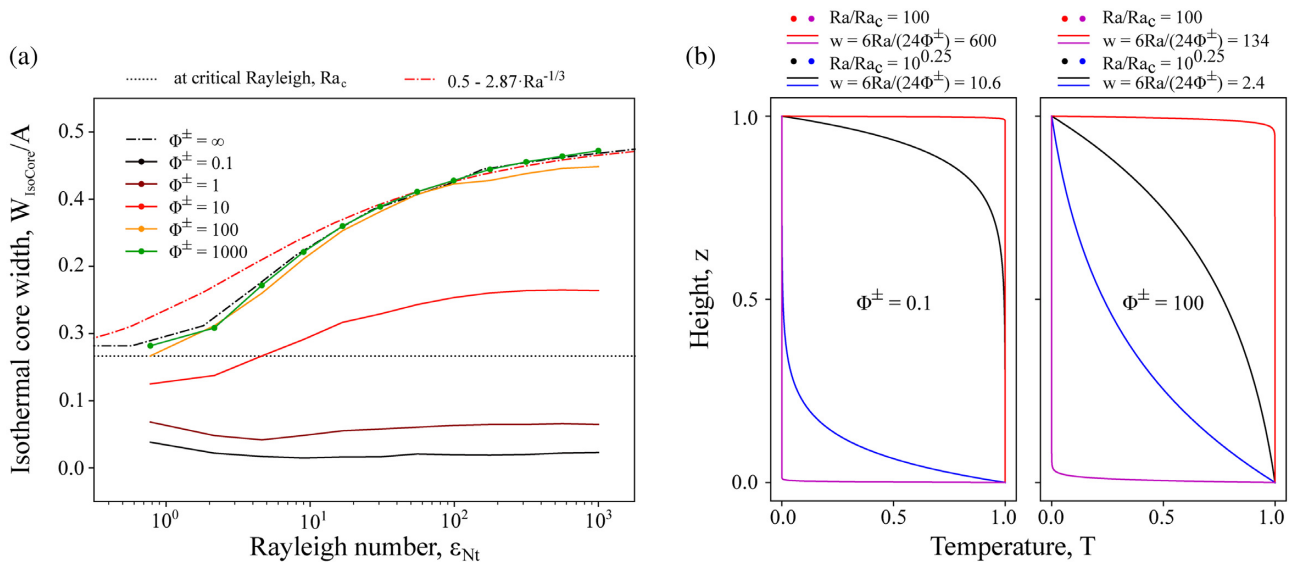 (a)
at critical Rayleigh, Ra_c
0.5 - 2.87·Ra^-1/3
Isothermal core width, W_IsoCore/A
0.5
0.4
0.2
0.3
0.1
0.0
Φ^± = ∞
Φ^± = 0.1
Φ^± = 1
Φ^± = 10
Φ^± = 100
Φ^± = 1000
10^0
10^1
10^2
10^3
Rayleigh number, ε_Nt
(b)
Ra/Ra_c = 100
w = 6Ra/(24Φ^±) = 600
Ra/Ra_c = 10^0.25
w = 6Ra/(24Φ^±) = 10.6
Ra/Ra_c = 100
w = 6Ra/(24Φ^±) = 134
Ra/Ra_c = 10^0.25
w = 6Ra/(24Φ^±) = 2.4
Height, z
1.0
0.5
0.0
Φ^± = 0.1
Φ^± = 100
0.0
0.5
1.0
0.0
0.5
1.0
Temperature, T